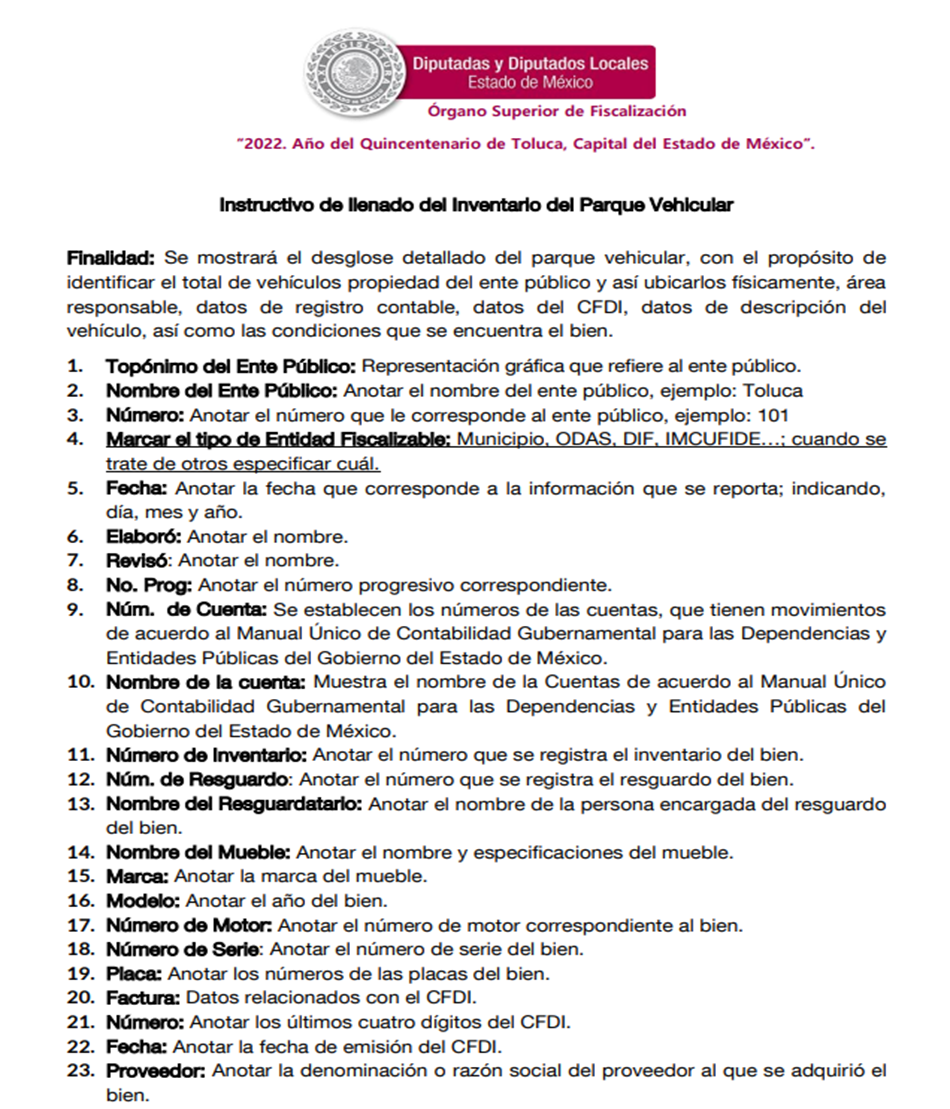 LXI LEGISLATURA
Diputadas y Diputados Locales
Estado de México
Órgano Superior de Fiscalización
"2022. Año del Quincentenario de Toluca, Capital del Estado de México".
Instructivo de llenado del Inventario del Parque Vehicular
Finalidad: Se mostrará el desglose detallado del parque vehicular, con el propósito de
identificar el total de vehículos propiedad del ente público y así ubicarlos físicamente, área
responsable, datos de registro contable, datos del CFDI, datos de descripción del
vehículo, así como las condiciones que se encuentra el bien.
1. Topónimo del Ente Público: Representación gráfica que refiere al ente público.
2. Nombre del Ente Público: Anotar el nombre del ente público, ejemplo: Toluca
3. Número: Anotar el número que le corresponde al ente público, ejemplo: 101
4. Marcar el tipo de Entidad Fiscalizable: Municipio, ODAS, DIF, IMCUFIDE...; cuando se
trate de otros especificar cuál.
5. Fecha: Anotar la fecha que corresponde a la información que se reporta; indicando,
día, mes y año.
6. Elaboró: Anotar el nombre.
7. Revisó: Anotar el nombre.
8. No. Prog: Anotar el número progresivo correspondiente.
9. Núm. de Cuenta: Se establecen los números de las cuentas, que tienen movimientos
de acuerdo al Manual Único de Contabilidad Gubernamental para las Dependencias y
Entidades Públicas del Gobierno del Estado de México.
10. Nombre de la cuenta: Muestra el nombre de la Cuentas de acuerdo al Manual Único
de Contabilidad Gubernamental para las Dependencias y Entidades Públicas del
Gobierno del Estado de México.
11. Número de Inventario: Anotar el número que se registra el inventario del bien.
12. Núm. de Resguardo: Anotar el número que se registra el resguardo del bien.
13. Nombre del Resguardatario: Anotar el nombre de la persona encargada del resguardo
del bien.
14. Nombre del Mueble: Anotar el nombre y especificaciones del mueble.
15. Marca: Anotar la marca del mueble.
16. Modelo: Anotar el año del bien.
17. Número de Motor: Anotar el número de motor correspondiente al bien.
18. Número de Serie: Anotar el número de serie del bien.
19. Placa: Anotar los números de las placas del bien.
20. Factura: Datos relacionados con el CFDI.
21. Número: Anotar los últimos cuatro dígitos del CFDI.
22. Fecha: Anotar la fecha de emisión del CFDI.
23. Proveedor: Anotar la denominación o razón social del proveedor al que se adquirió el
bien.